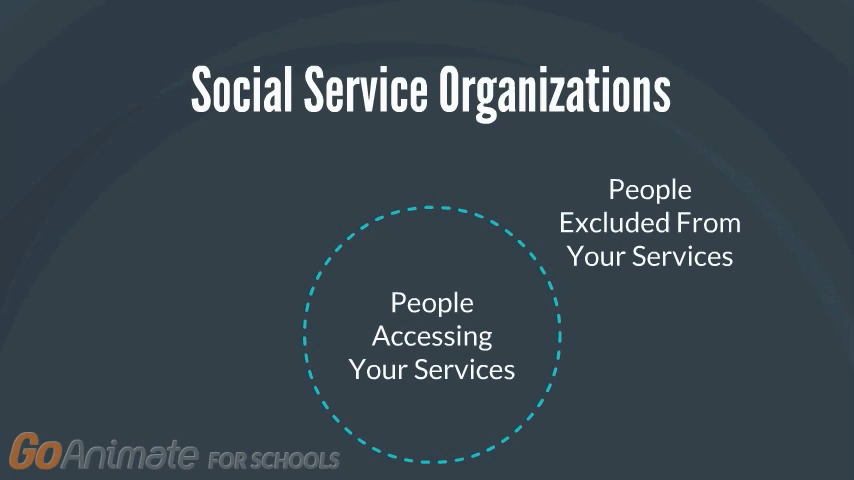 Social Service Organizations
People
Excluded From
Your Services
People
Accessing
Your Services
GoAnimate FOR SCHOOLS